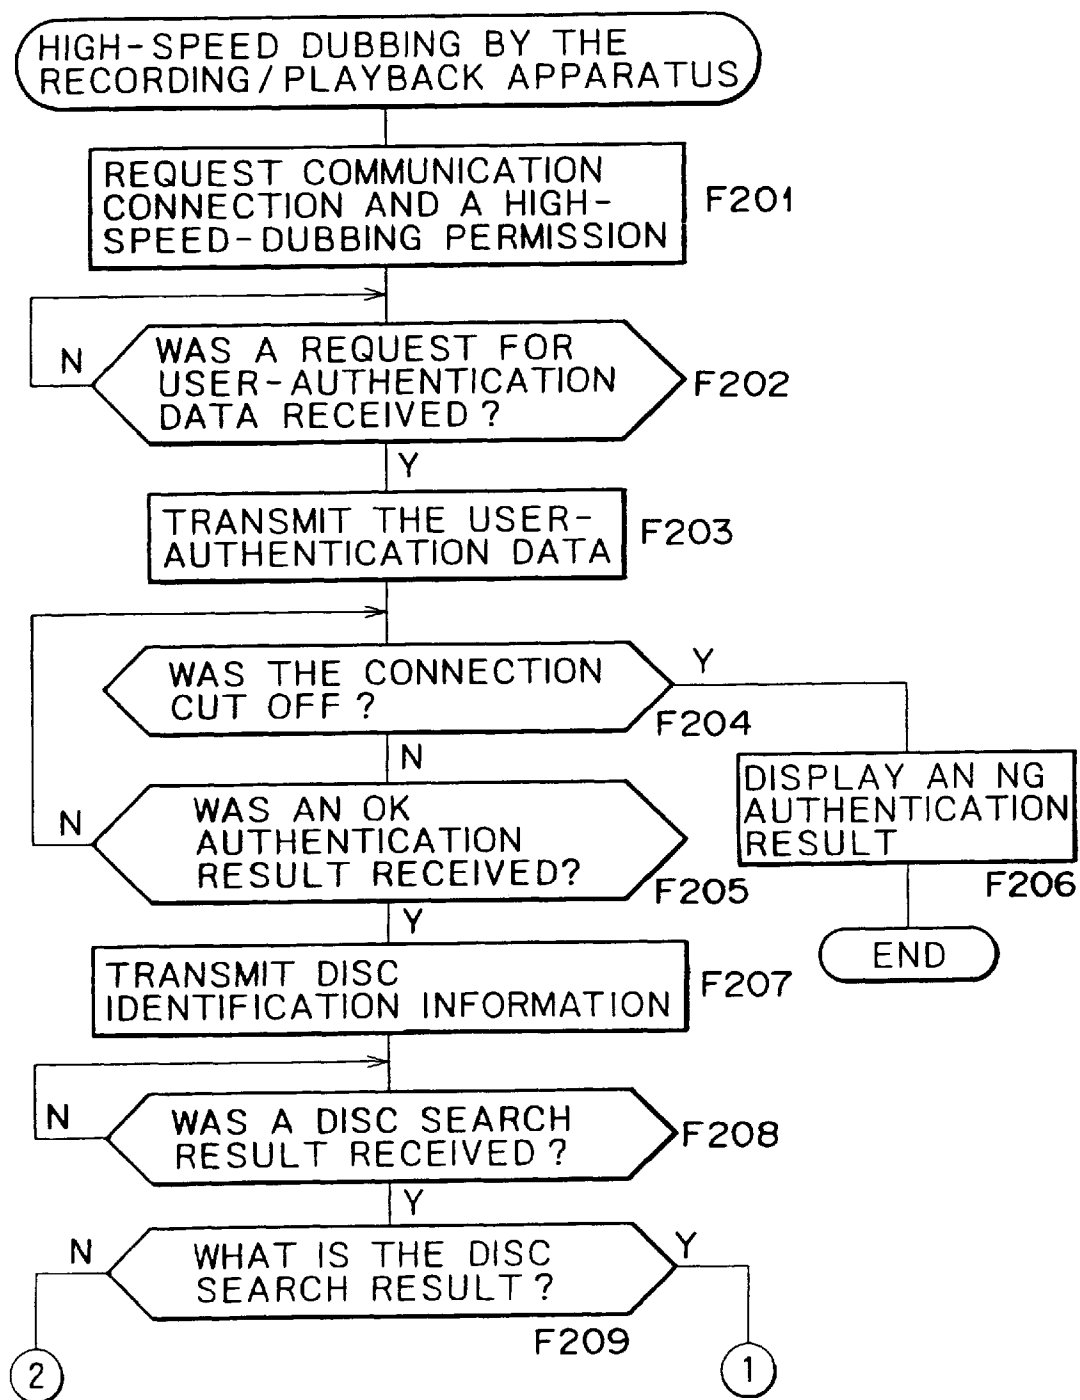 HIGH-SPEED DUBBING BY THE
RECORDING/PLAYBACK APPARATUS
REQUEST COMMUNICATION
CONNECTION AND A HIGH-
SPEED-DUBBING PERMISSION
F201
N
WAS A REQUEST FOR
USER-AUTHENTICATION
DATA RECEIVED?
F202
Y
TRANSMIT THE USER-
AUTHENTICATION DATA
F203
WAS THE CONNECTION
CUT OFF?
Y
F204
N
DISPLAY AN NG
AUTHENTICATION
RESULT
F206
END
N
WAS AN OK
AUTHENTICATION
RESULT RECEIVED?
F205
Y
TRANSMIT DISC
IDENTIFICATION INFORMATION
F207
N
WAS A DISC SEARCH
RESULT RECEIVED?
F208
Y
N
WHAT IS THE DISC
SEARCH RESULT?
Y
F209
2
1